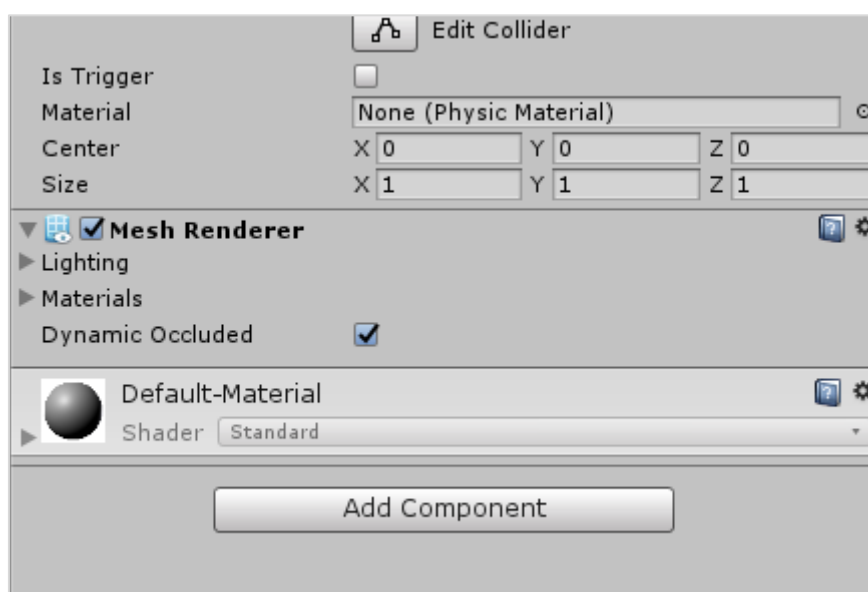 Edit Collider
Is Trigger
Material None (Physic Material)
Center X 0 Y 0 Z 0
Size X 1 Y 1 Z 1
Mesh Renderer
Lighting
Materials
Dynamic Occluded
Default-Material
Shader Standard
Add Component